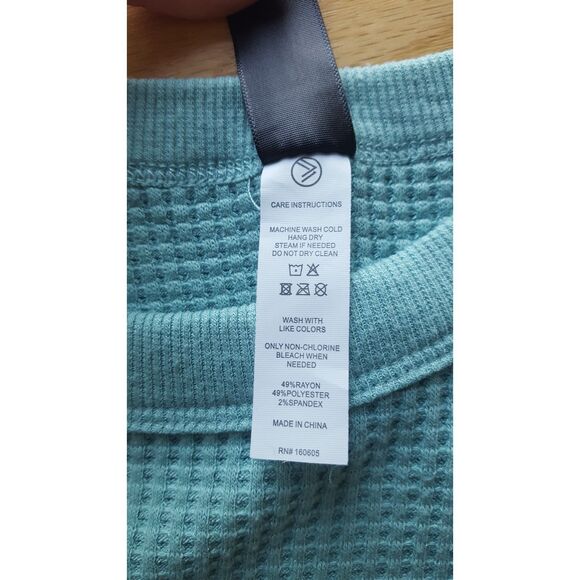 CARE INSTRUCTIONS
MACHINE WASH COLD
HANG DRY
STEAM IF NEEDED
DO NOT DRY CLEAN
WASH WITH
LIKE COLORS
ONLY NON-CHLORINE
BLEACH WHEN
NEEDED
49%RAYON
49%POLYESTER
2%SPANDEX
MADE IN CHINA
RN# 160605